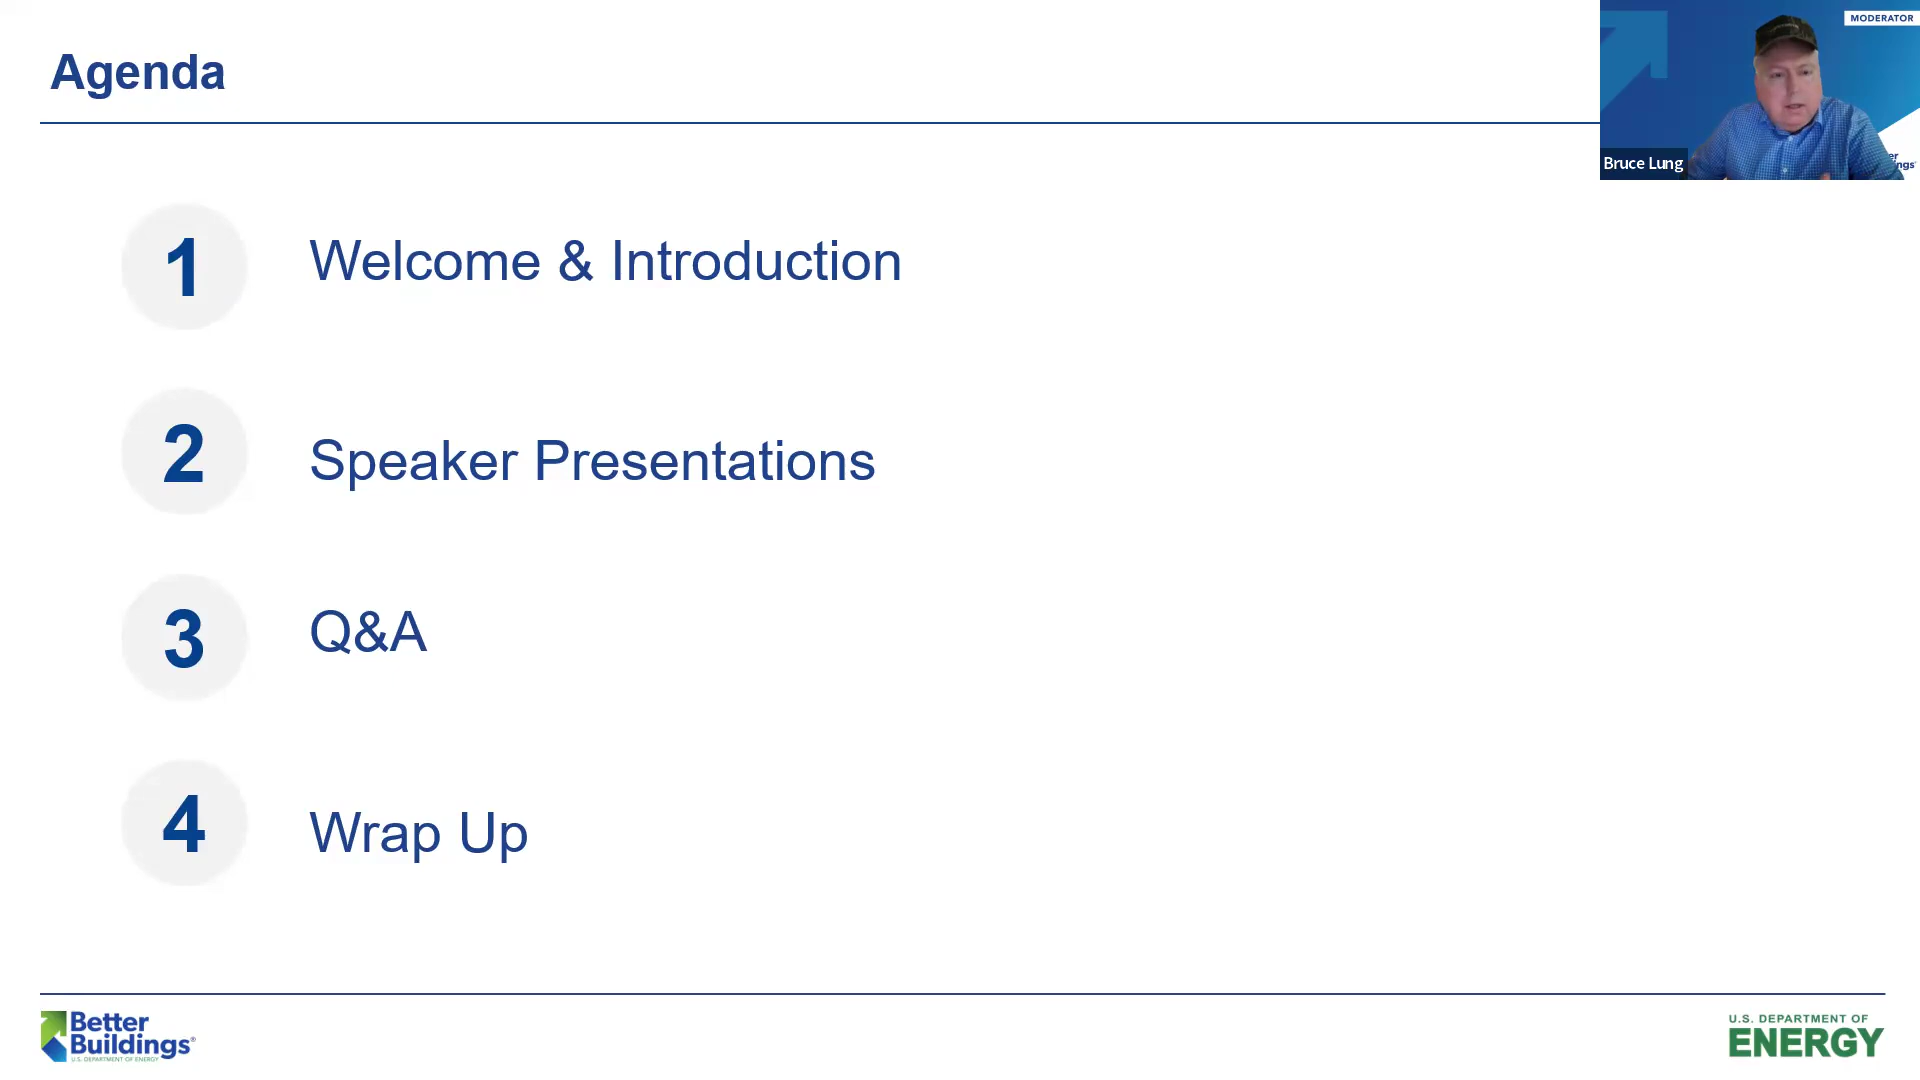 Agenda
MODERATOR
Bruce Lung
1
Welcome & Introduction
2
Speaker Presentations
3
Q&A
4
Wrap Up
Better
Buildings®
U.S. DEPARTMENT OF ENERGY
U.S. DEPARTMENT OF
ENERGY